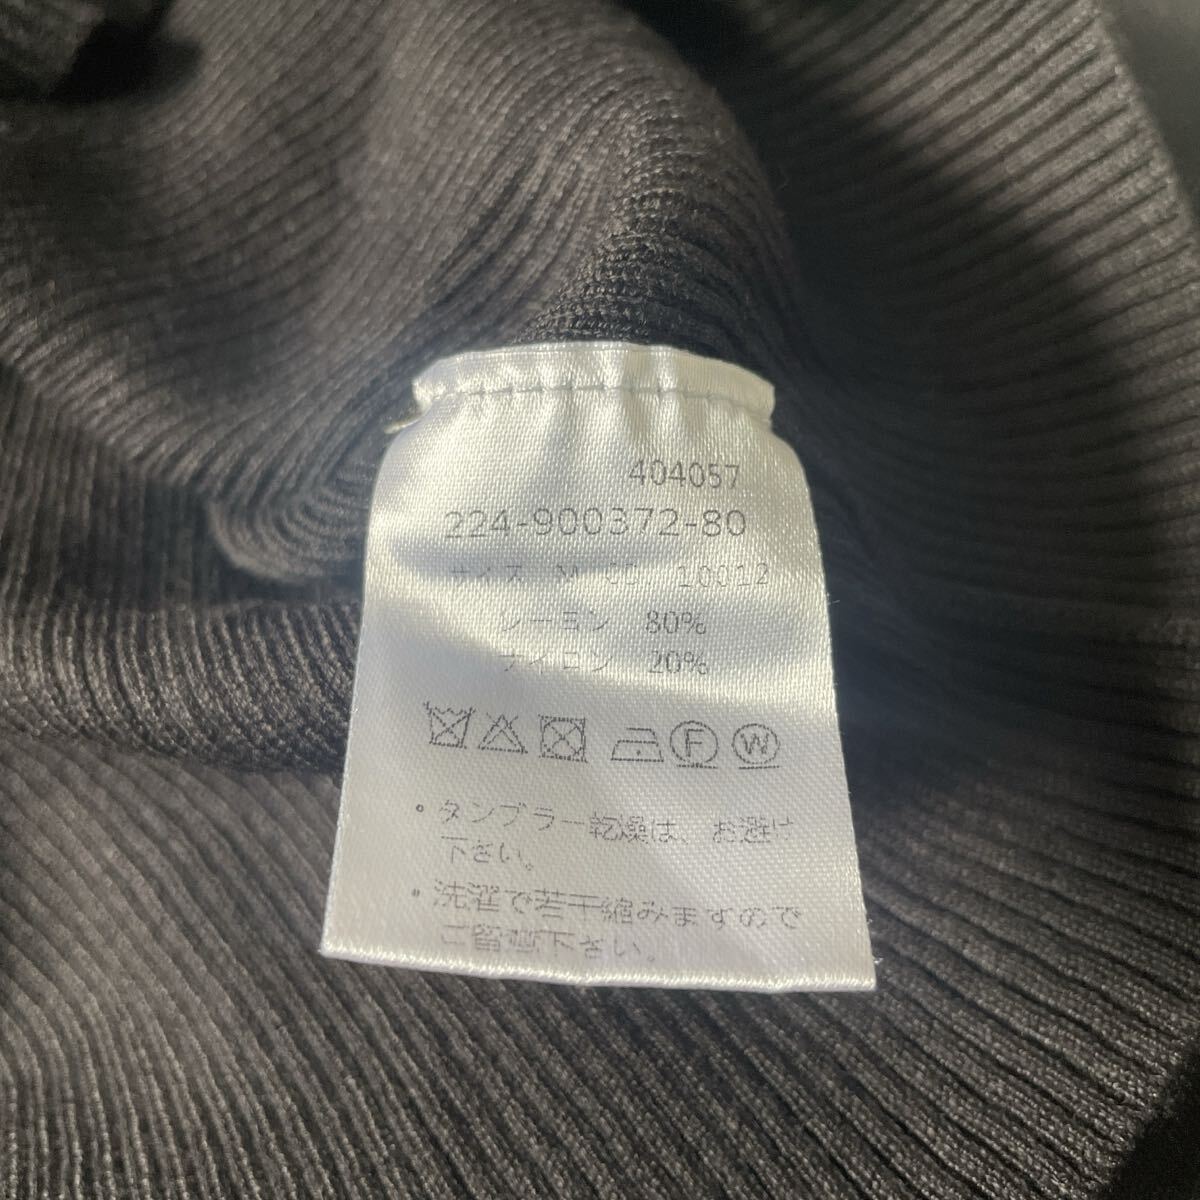 404057
224-900372-80
サイズ M CD. 10012
レーヨン 80%
ナイロン 20%
F W
・タンブラー乾燥は、お避け
下さい。
・洗濯で若干縮みますので
ご留意下さい。